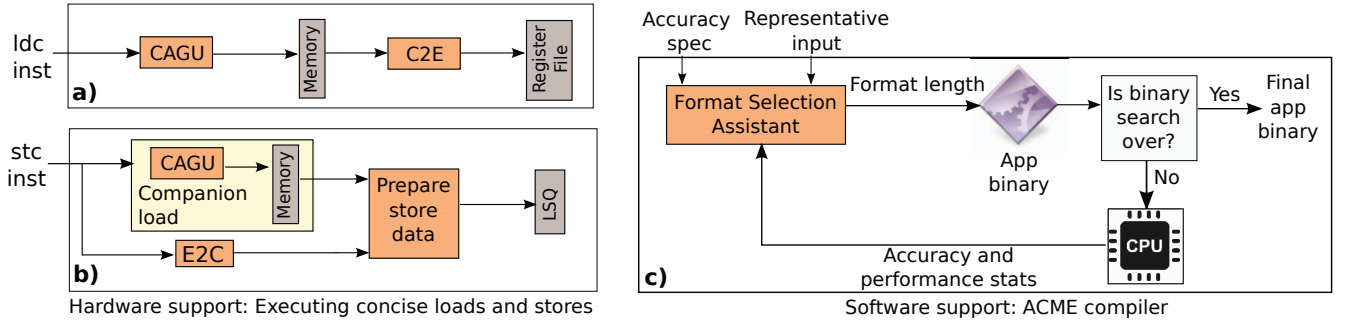 ldc
inst
CAGU
Memory
C2E
Register
File
a)
stc
inst
CAGU
Memory
Companion
load
E2C
Prepare
store
data
LSQ
b)
Hardware support: Executing concise loads and stores
Accuracy
spec
Representative
input
Format Selection
Assistant
Format length
App
binary
Is binary
search
over?
Yes
Final
app
binary
No
CPU
Accuracy and
performance stats
c)
Software support: ACME compiler